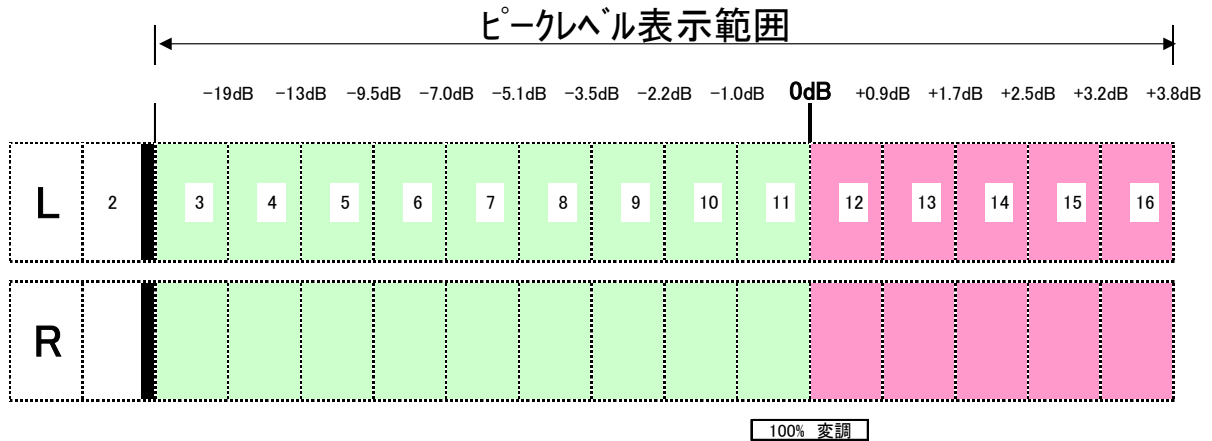 ピークレベル表示範囲
−19dB −13dB −9.5dB −7.0dB −5.1dB −3.5dB −2.2dB −1.0dB 0dB +0.9dB +1.7dB +2.5dB +3.2dB +3.8dB
L 2 3 4 5 6 7 8 9 10 11 12 13 14 15 16
R
100% 変調